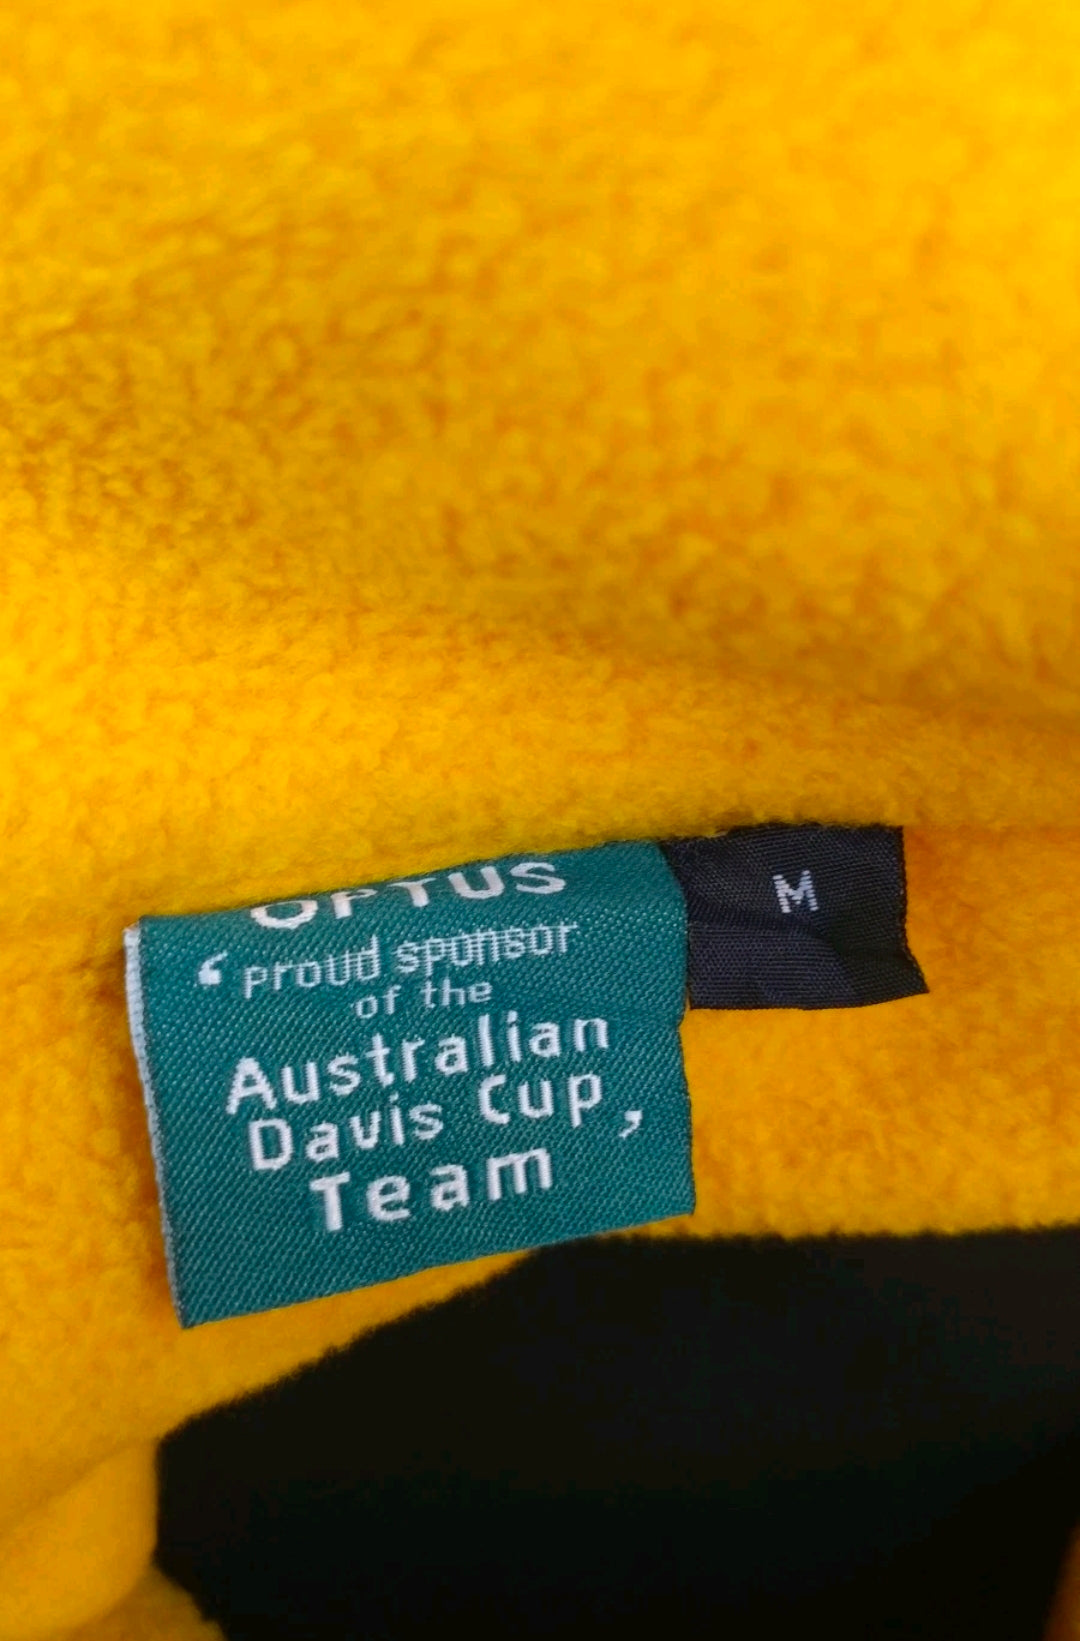 OPTUS
‘ proud sponsor
of the
Australian
Davis Cup ,
Team
M